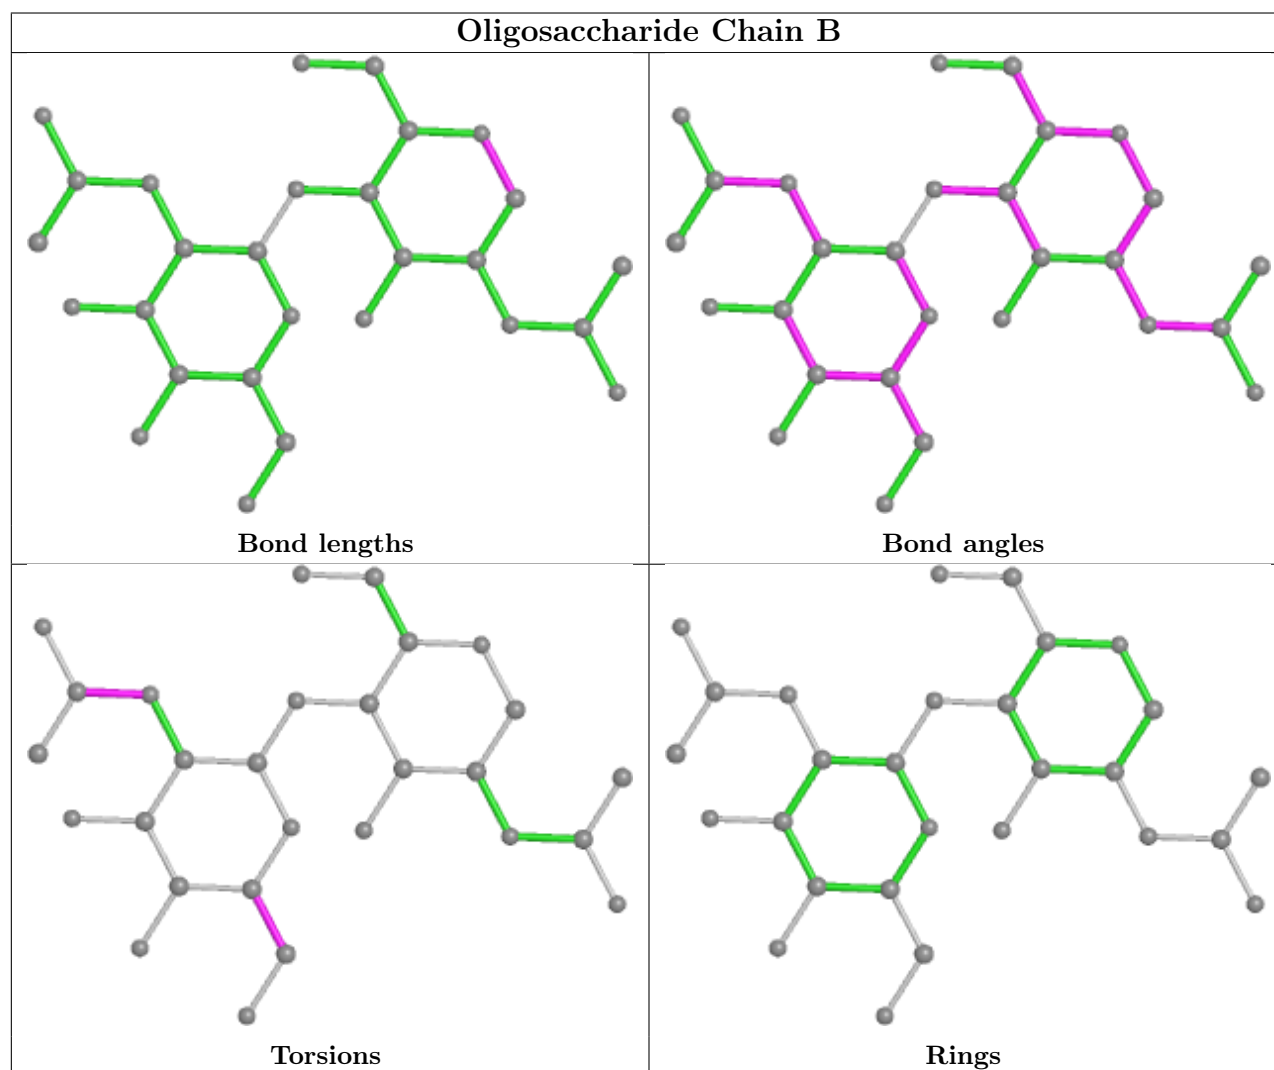 Oligosaccharide Chain B
Bond lengths
Bond angles
Torsions
Rings